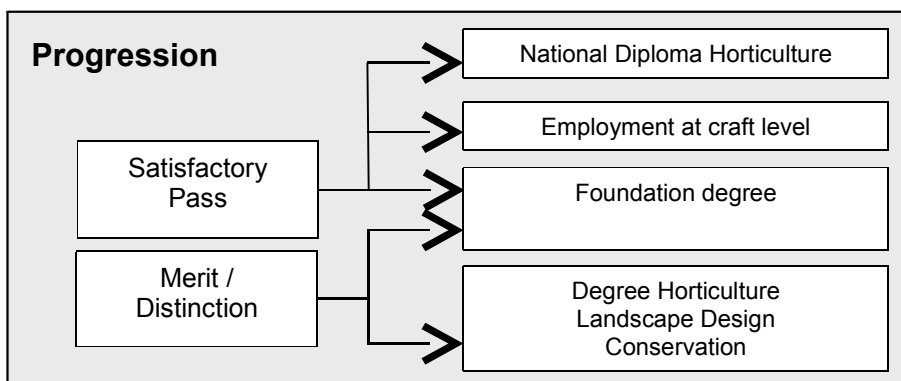 Progression
National Diploma Horticulture
Employment at craft level
Satisfactory
Pass
Foundation degree
Merit /
Distinction
Degree Horticulture
Landscape Design
Conservation